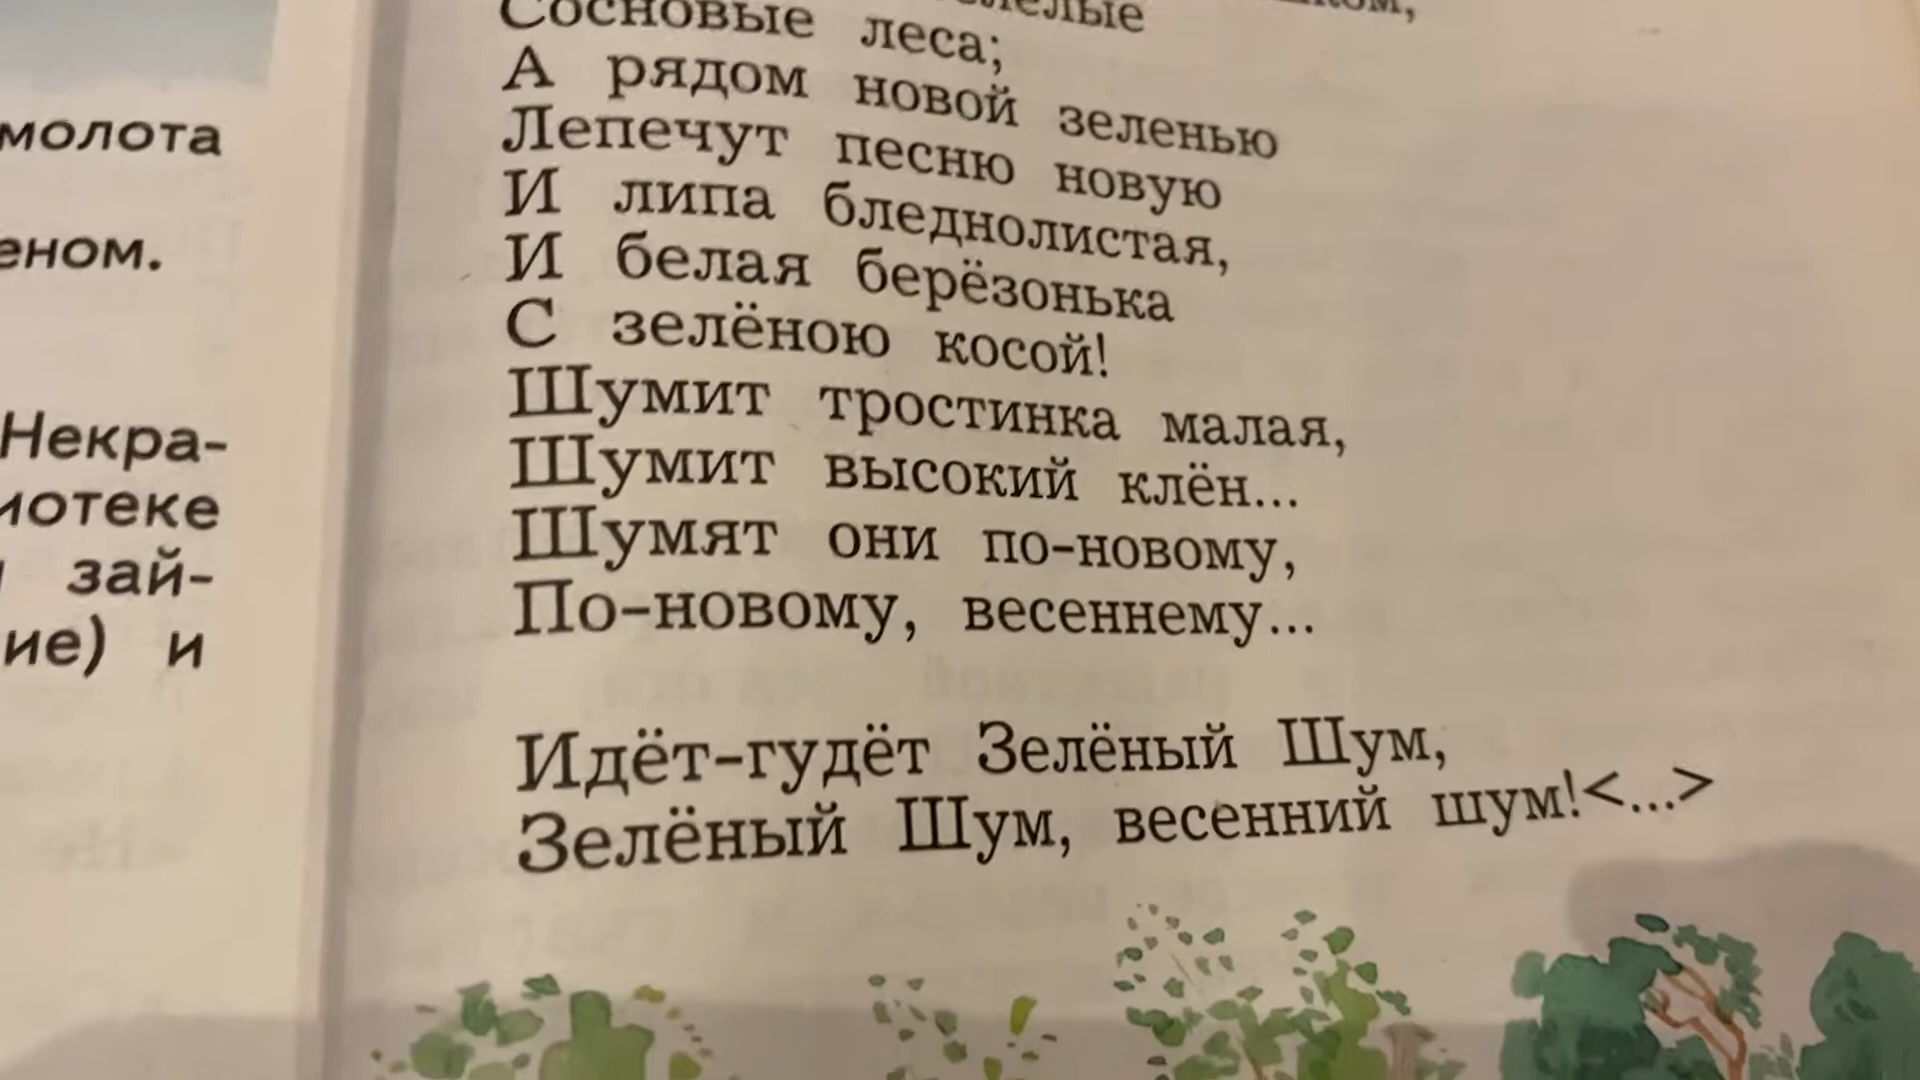 молота
еном.
Некра-
иотеке
зай-
ие) и
Сосновые леса;
А рядом новой зеленью
Лепечут песню новую
И липа бледнолистая,
И белая берёзонька
С зелёною косой!
Шумит тростинка малая,
Шумит высокий клён...
Шумят они по-новому,
По-новому, весеннему...
Идёт-гудёт Зелёный Шум,
Зелёный Шум, весенний шум!<...>